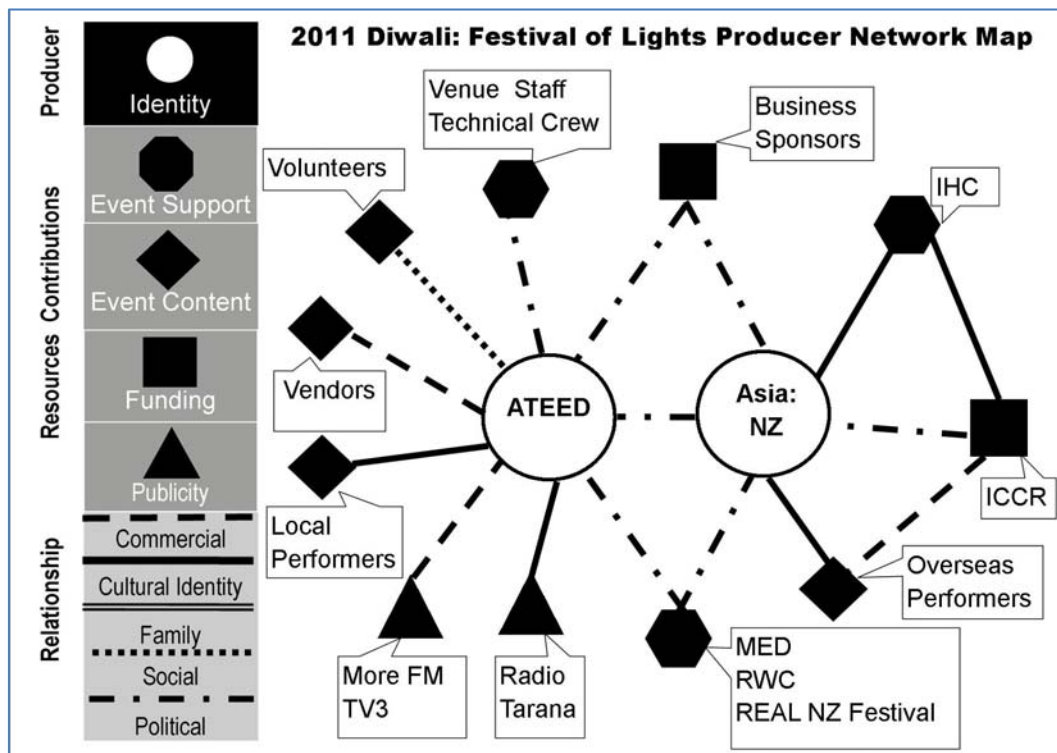 2011 Diwali: Festival of Lights Producer Network Map
Producer
Identity
Resources Contributions
Event Support
Event Content
Funding
Publicity
Relationship
Commercial
Cultural Identity
Family
Social
Political
Venue Staff
Technical Crew
Business
Sponsors
Volunteers
IHC
Vendors
ATEED
Asia:
NZ
ICCR
Local
Performers
Overseas
Performers
More FM
TV3
Radio
Tarana
MED
RWC
REAL NZ Festival